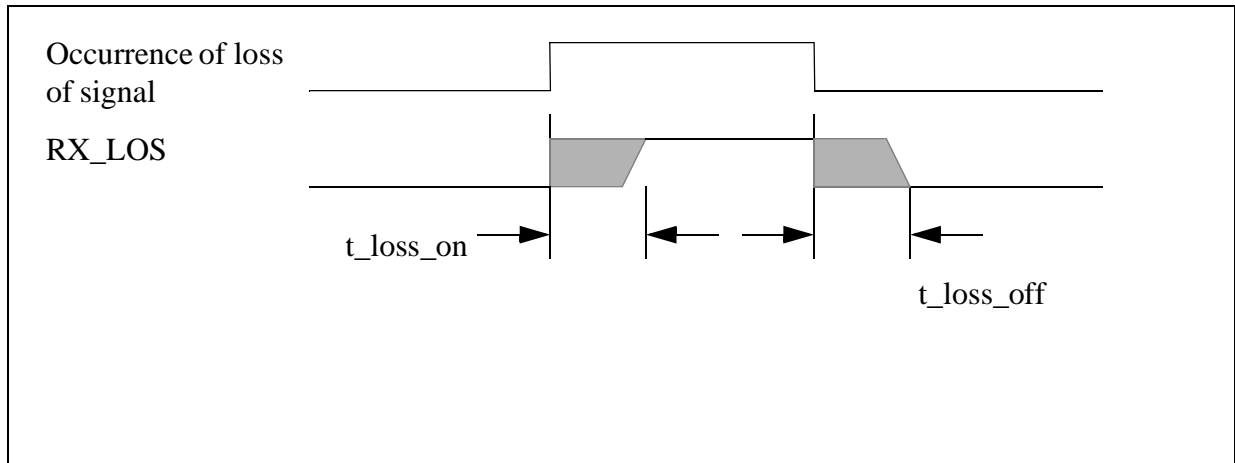 Occurrence of loss
of signal
RX_LOS
t_loss_on
t_loss_off